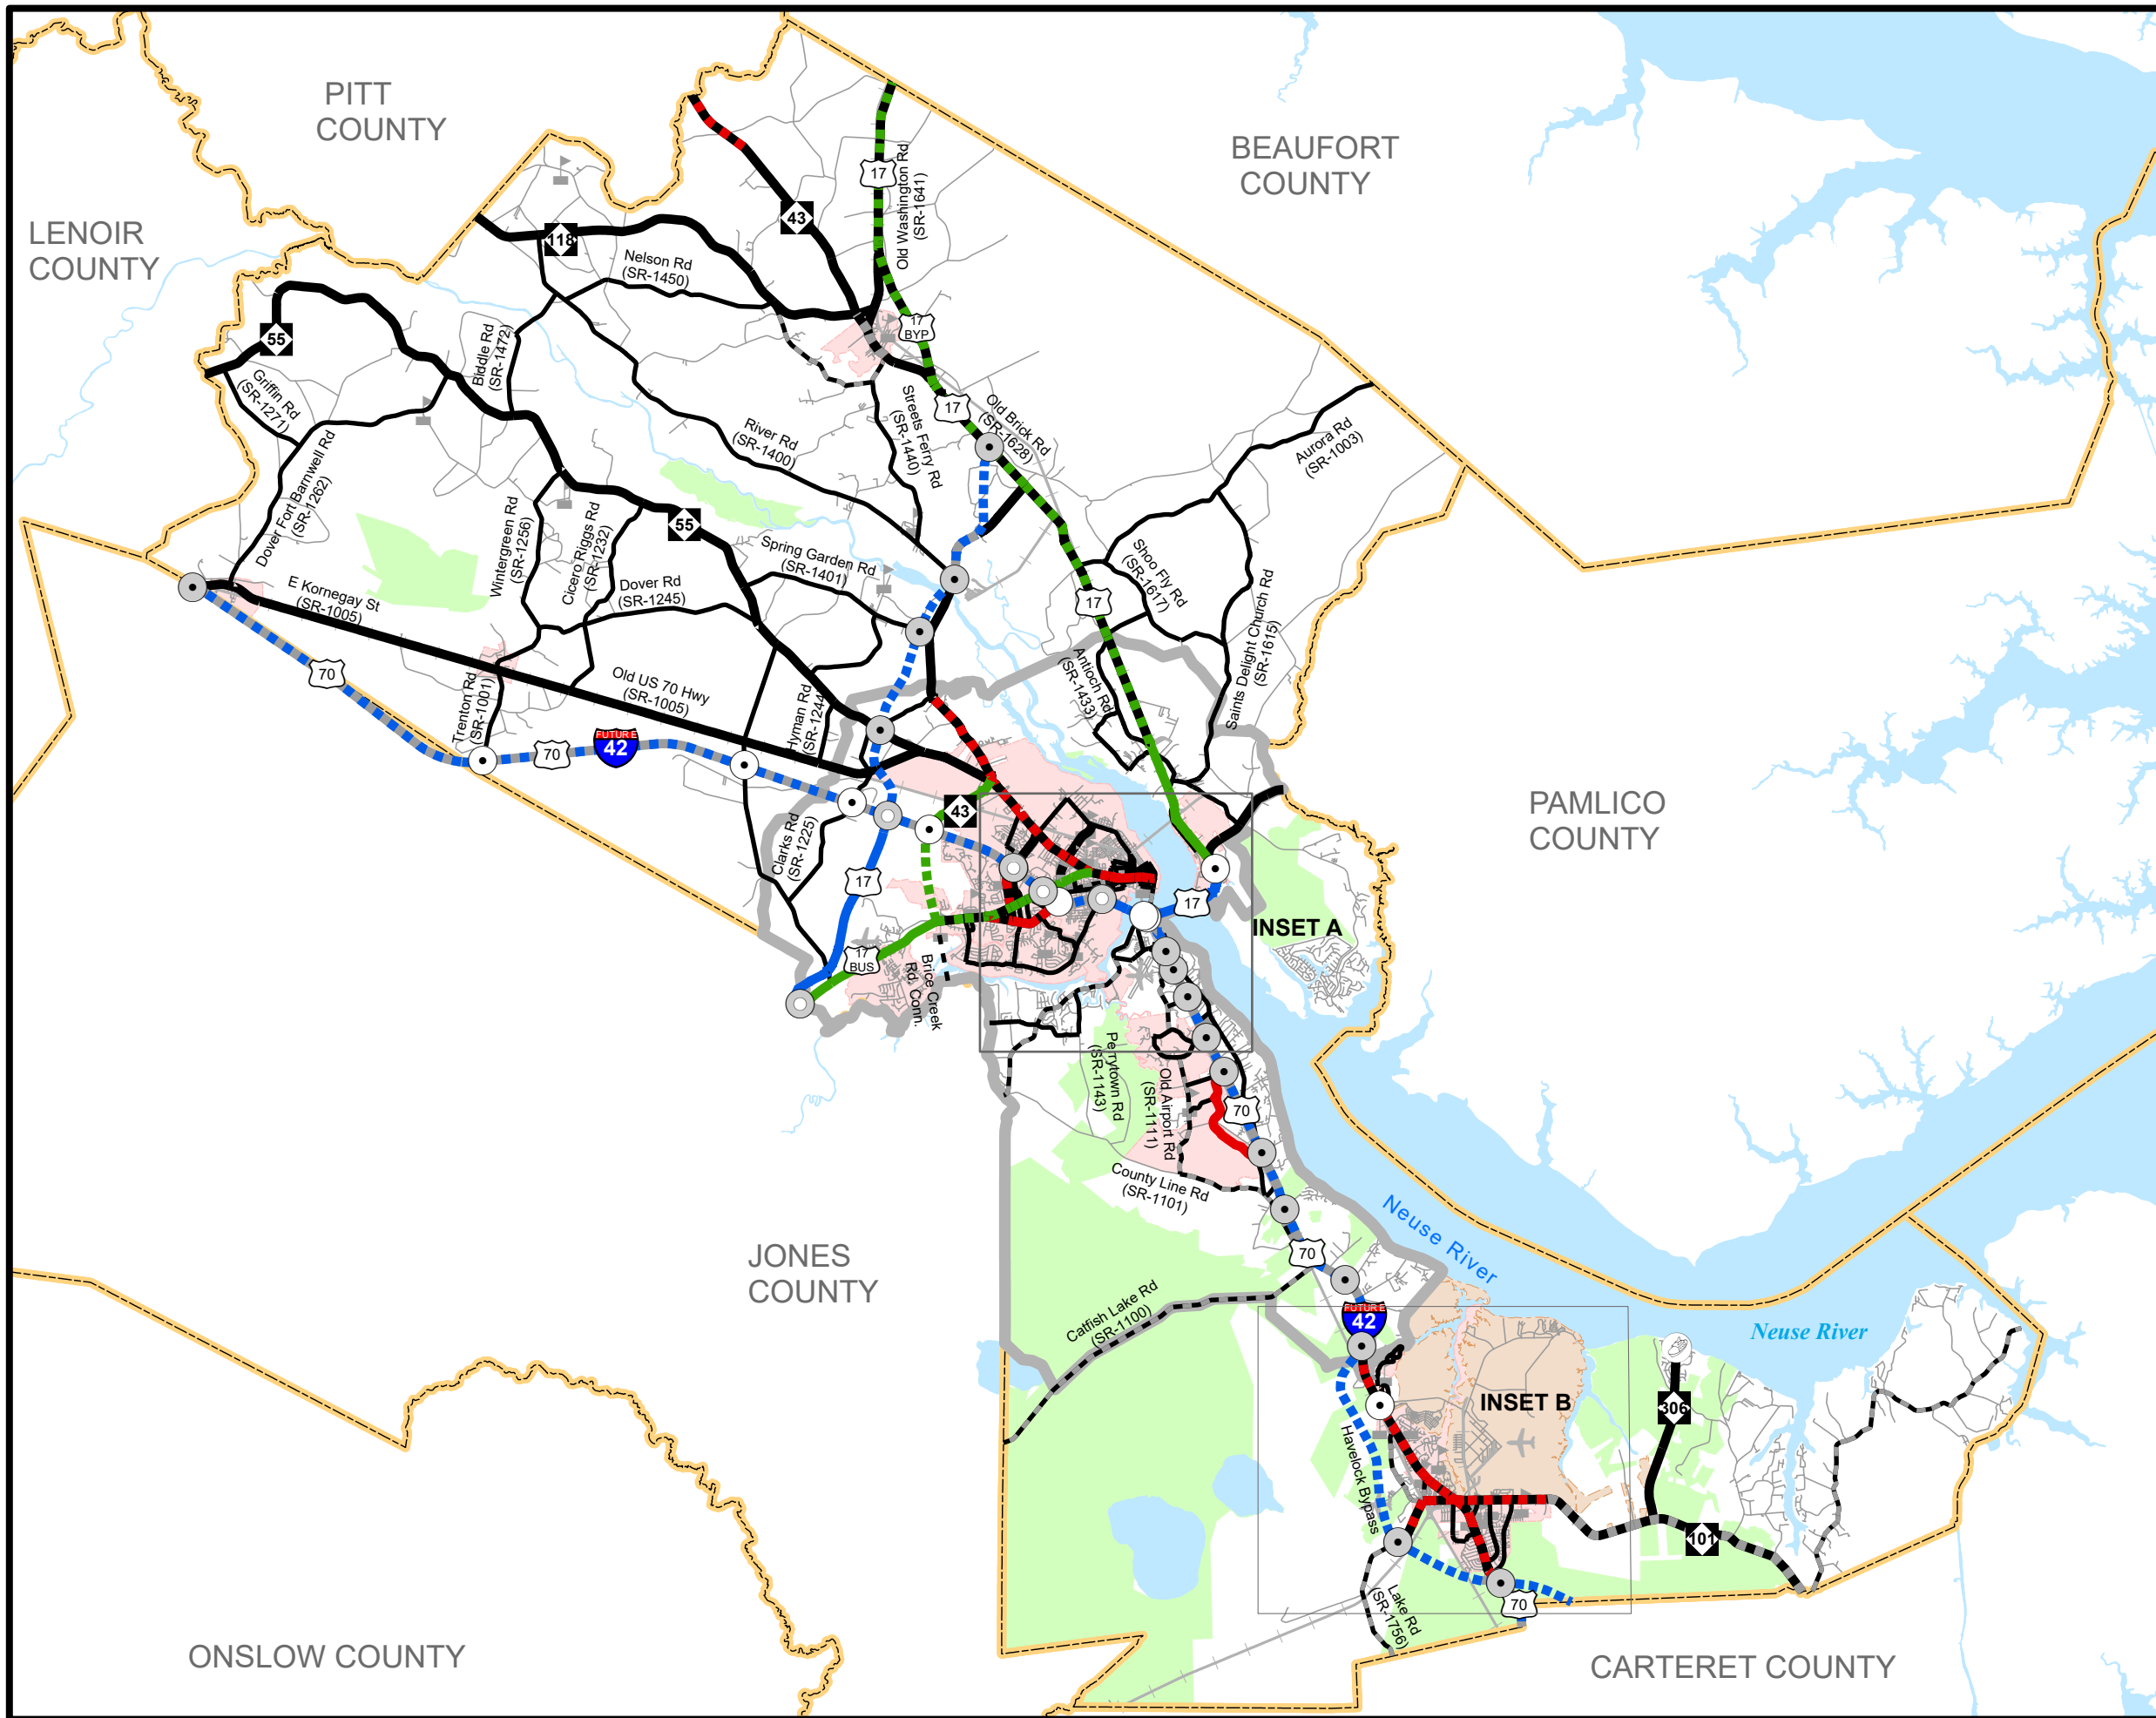 PITT
COUNTY
BEAUFORT
COUNTY
LENOIR
COUNTY
17
Old Washington Rd
(SR-1641)
43
118
Nelson Rd
(SR-1450)
17
BYP
55
Biddle Rd
(SR-1472)
Griffin Rd
(SR-1271)
Streets Ferry Rd
(SR-1440)
17
Old Brick Rd
(SR-1628)
River Rd
(SR-1400)
Aurora Rd
(SR-1003)
Dover Fort Barnwell Rd
(SR-1262)
Wintergreen Rd
(SR-1256)
Cicero Riggs Rd
(SR-1232)
55
Spring Garden Rd
(SR-1401)
Shoo Fly Rd
(SR-1617)
E Kornegay St
(SR-1005)
Dover Rd
(SR-1245)
17
Saints Delight Church Rd
(SR-1615)
Antioch Rd
(SR-1433)
70
Trenton Rd
(SR-1001)
Old US 70 Hwy
(SR-1005)
Hyman Rd
(SR-1244)
70
FUTURE
42
43
PAMLICO
COUNTY
Clarks Rd
(SR-1225)
17
17
INSET A
17
BUS
Brice Creek
Rd. Conn.
Perrytown Rd
(SR-1143)
Old Airport Rd
(SR-1111)
70
County Line Rd
(SR-1101)
Neuse River
JONES
COUNTY
70
Catfish Lake Rd
(SR-1100)
FUTURE
42
Neuse River
INSET B
306
Havelock Bypass
101
Lake Rd
(SR-1756)
70
ONSLOW COUNTY
CARTERET COUNTY